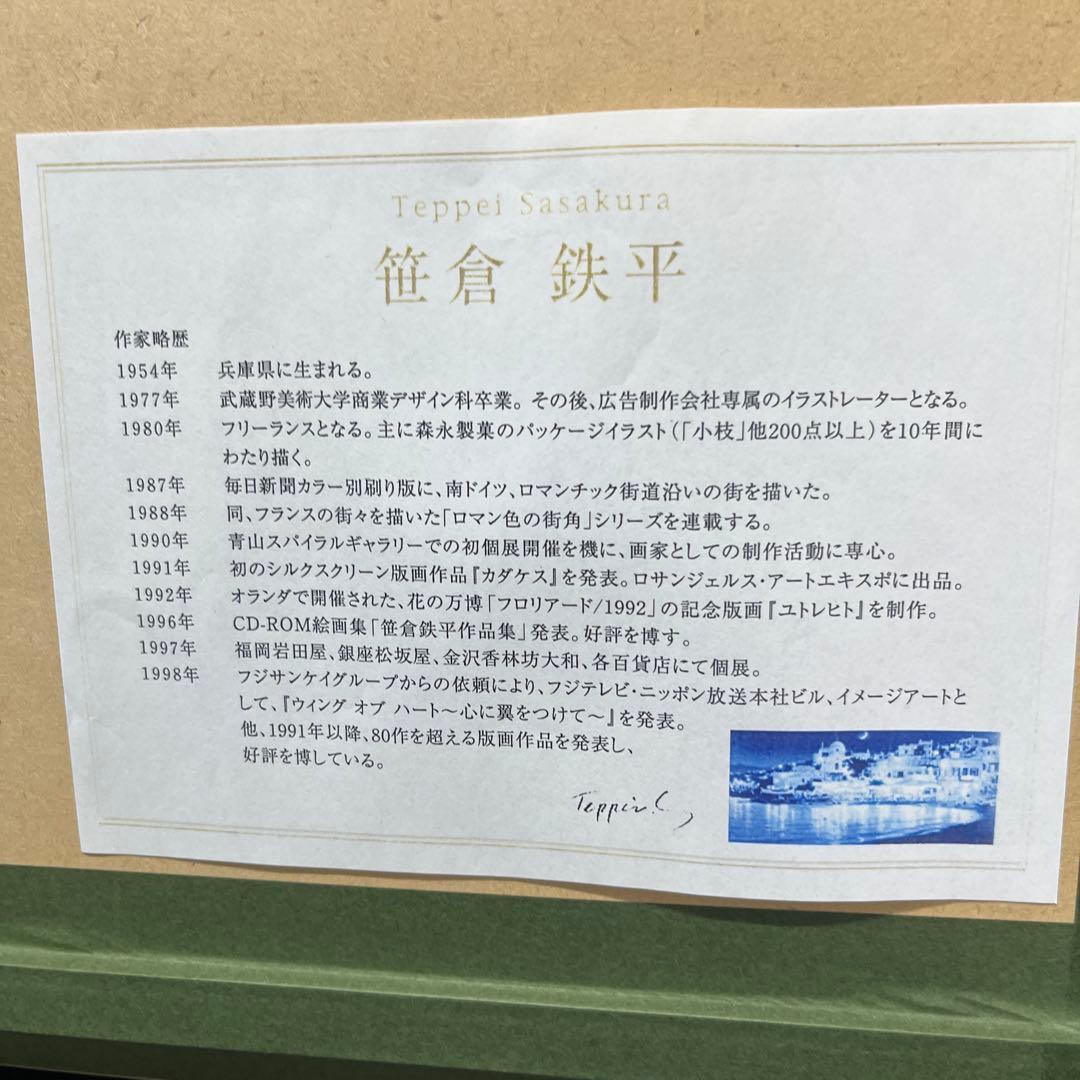 Teppei Sasakura
笹倉 鉄平
作家略歴
1954年 兵庫県に生まれる。
1977年 武蔵野美術大学商業デザイン科卒業。その後、広告制作会社専属のイラストレーターとなる。
1980年 フリーランスとなる。主に森永製菓のパッケージイラスト(「小枝」他200点以上)を10年間に
わたり描く。
1987年 毎日新聞カラー別刷り版に、南ドイツ、ロマンチック街道沿いの街を描いた。
1988年 同、フランスの街々を描いた「ロマン色の街角」シリーズを連載する。
1990年 青山スパイラルギャラリーでの初個展開催を機に、画家としての制作活動に専心。
1991年 初のシルクスクリーン版画作品『カダケス』を発表。ロサンジェルス・アートエキスポに出品。
1992年 オランダで開催された、花の万博「フロリアード/1992」の記念版画『ユトレヒト』を制作。
1996年 CD-ROM絵画集「笹倉鉄平作品集」発表。好評を博す。
1997年 福岡岩田屋、銀座松坂屋、金沢香林坊大和、各百貨店にて個展。
1998年 フジサンケイグループからの依頼により、フジテレビ・ニッポン放送本社ビル、イメージアートと
して、『ウィング オブ ハート〜心に翼をつけて〜』を発表。
他、1991年以降、80作を超える版画作品を発表し、
好評を博している。